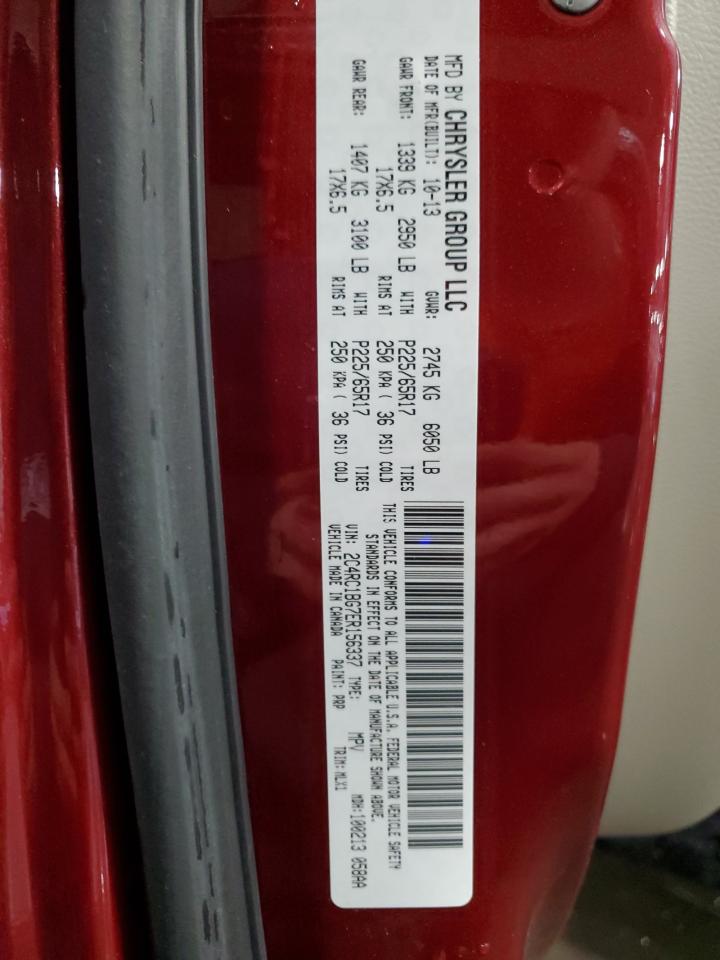 MFD BY CHRYSLER GROUP LLC
DATE OF MFR(BUILT): 10-13 GVWR: 2745 KG 6050 LB
GAWR FRONT: 1339 KG 2950 LB WITH P225/65R17 TIRES
17X6.5 RIMS AT 250 KPA ( 36 PSI) COLD
GAWR REAR: 1407 KG 3100 LB WITH P225/65R17 TIRES
17X6.5 RIMS AT 250 KPA ( 36 PSI) COLD
THIS VEHICLE CONFORMS TO ALL APPLICABLE U.S.A. FEDERAL MOTOR VEHICLE SAFETY
STANDARDS IN EFFECT ON THE DATE OF MANUFACTURE SHOWN ABOVE.
VIN: 2C4RC1BG7ER156337 TYPE: MPV MDH: 100213 058AA
VEHICLE MADE IN CANADA PAINT: PRP TRIM: MLX1